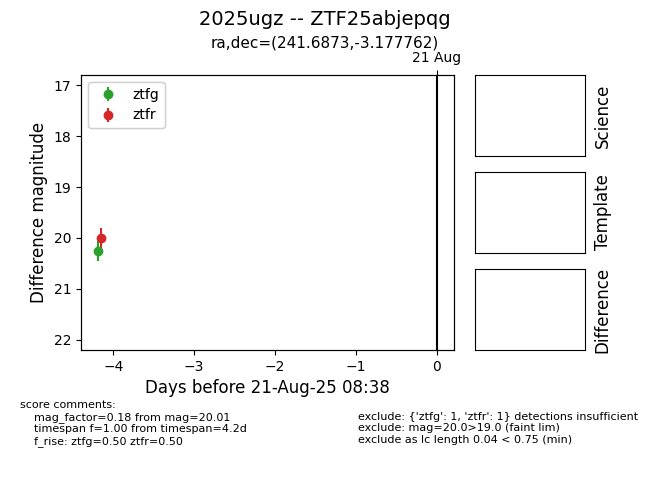 2025ugz -- ZTF25abjepqg
ra,dec=(241.6873,-3.177762)
21 Aug
ztfg
ztfr
17
18
19
20
21
22
Difference magnitude
−4
−3
−2
−1
0
Days before 21-Aug-25 08:38
Science
Template
Difference
score comments:
mag_factor=0.18 from mag=20.01
timespan f=1.00 from timespan=4.2d
f_rise: ztfg=0.50 ztfr=0.50
exclude: {'ztfg': 1, 'ztfr': 1} detections insufficient
exclude: mag=20.0>19.0 (faint lim)
exclude as lc length 0.04 < 0.75 (min)